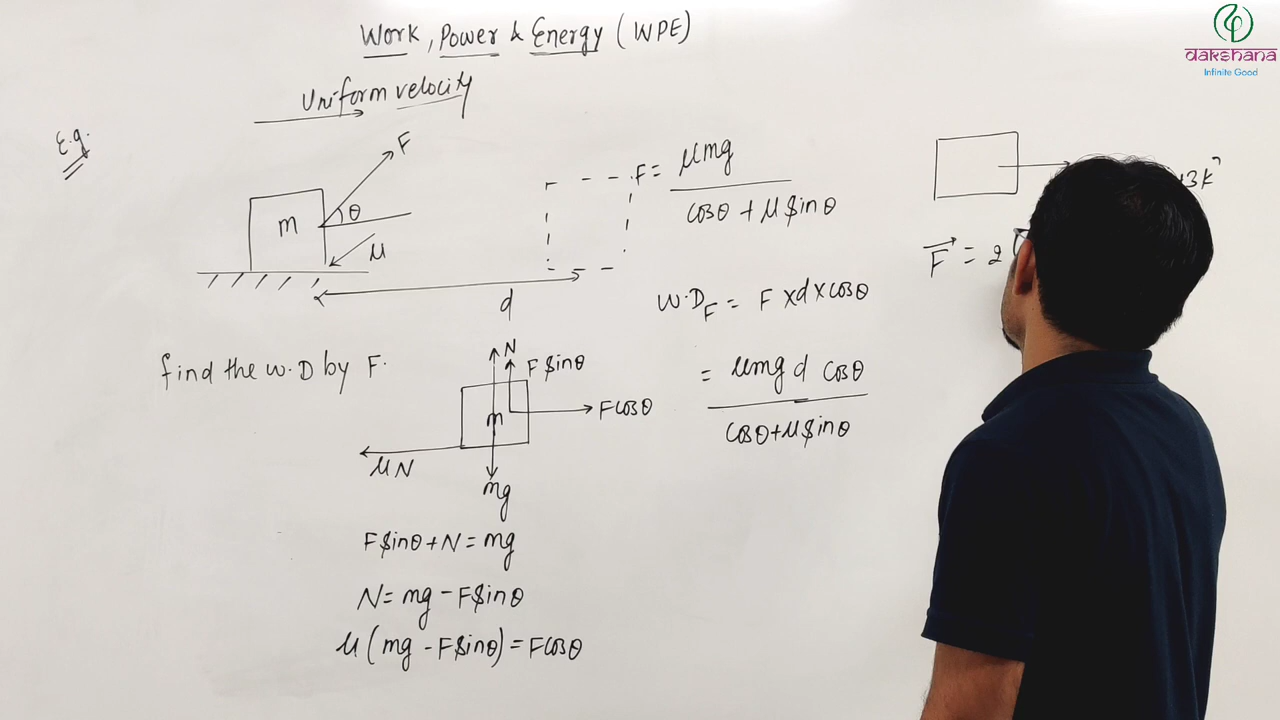 Work, Power & Energy (WPE)
dakshana
Infinite Good
Uniform velocity
E.g.
F
θ
m
μ
d
F = μmg
cosθ + μsinθ
W.D_F = F × d × cosθ
= μmg d cosθ
cosθ + μsinθ
find the W.D by F.
N
F sinθ
F cosθ
m
μN
mg
F sinθ + N = mg
N = mg - F sinθ
μ(mg - F sinθ) = F cosθ
3k̂
F⃗ = 2